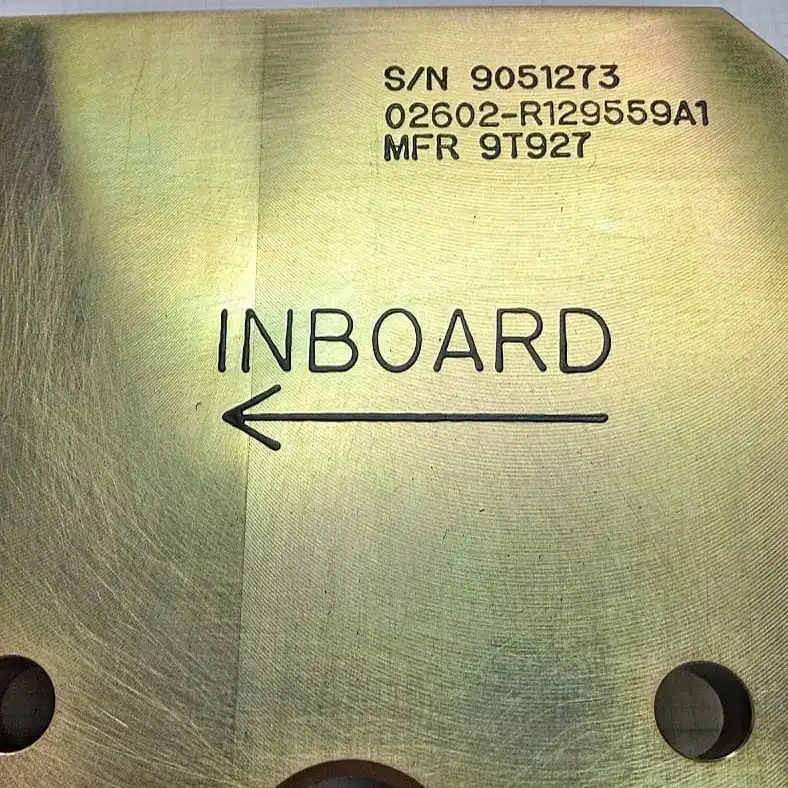 S/N 9051273
02602-R129559A1
MFR 9T927
INBOARD